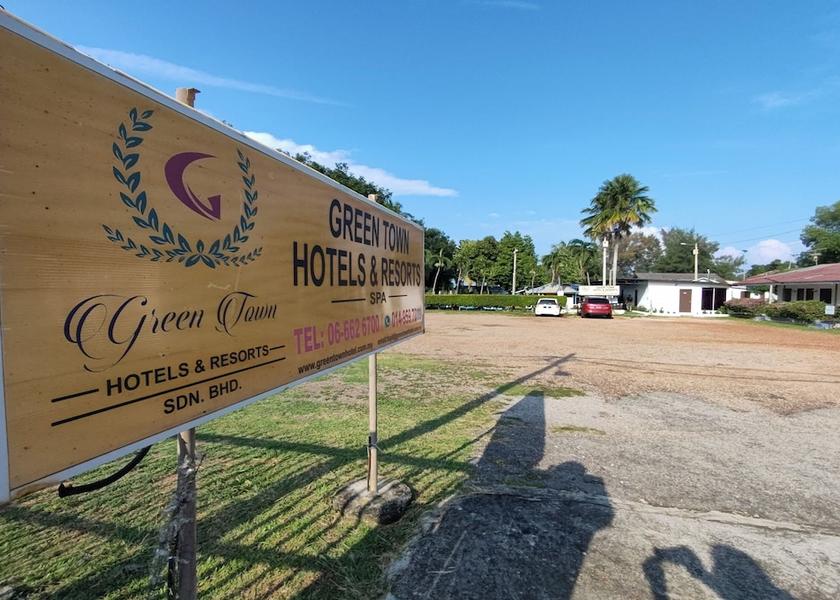 G
Green Town
HOTELS & RESORTS
SDN. BHD.
GREEN TOWN
HOTELS & RESORTS
SPA
TEL: 06-662 6700
www.greentownhotel.com.my